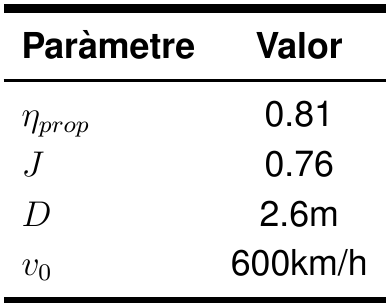 Paràmetre Valor
η_prop 0.81
J 0.76
D 2.6m
v_0 600km/h